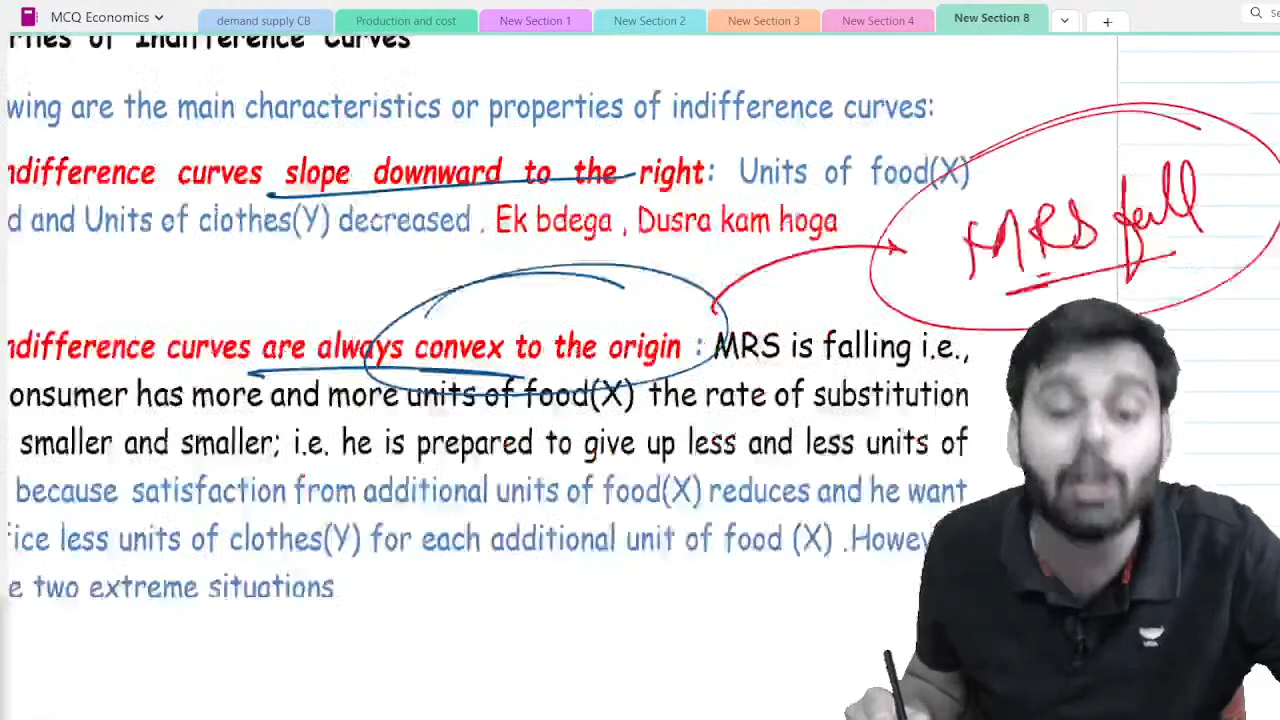 MCQ Economics
demand supply CB
Production and cost
New Section 1
New Section 2
New Section 3
New Section 4
New Section 8
of Indifference Curves
wing are the main characteristics or properties of indifference curves:
ndifference curves slope downward to the right: Units of food(X)
d and Units of clothes(Y) decreased . Ek bdega , Dusra kam hoga
MRS fall
ndifference curves are always convex to the origin : MRS is falling i.e.,
onsumer has more and more units of food(X) the rate of substitution
smaller and smaller; i.e. he is prepared to give up less and less units of
because satisfaction from additional units of food(X) reduces and he want
ice less units of clothes(Y) for each additional unit of food (X) .Howev
e two extreme situations